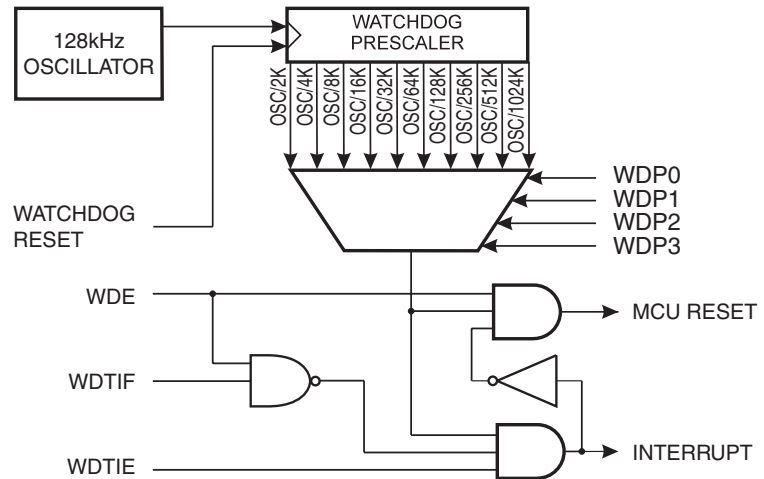 128kHz
OSCILLATOR
WATCHDOG
PRESCALER
OSC/2K
OSC/4K
OSC/8K
OSC/16K
OSC/32K
OSC/64K
OSC/128K
OSC/256K
OSC/512K
OSC/1024K
WDP0
WDP1
WDP2
WDP3
WATCHDOG
RESET
WDE
MCU RESET
WDTIF
WDTIE
INTERRUPT